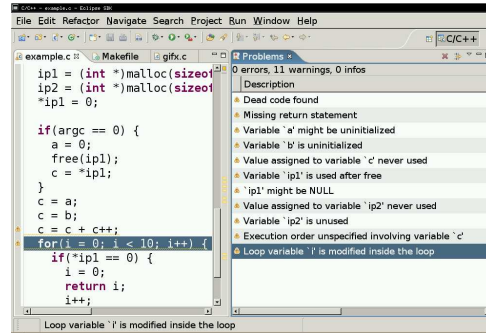 C/C++ - example.c - Eclipse SDK
File Edit Refactor Navigate Search Project Run Window Help
C/C++
example.c Makefile gifx.c
ip1 = (int *)malloc(sizeof
ip2 = (int *)malloc(sizeof
*ip1 = 0;
if(argc == 0) {
a = 0;
free(ip1);
c = *ip1;
}
c = a;
c = b;
c = c + c++;
for(i = 0; i < 10; i++) {
if(*ip1 == 0) {
i = 0;
return i;
i++;
Problems
0 errors, 11 warnings, 0 infos
Description
Dead code found
Missing return statement
Variable `a' might be uninitialized
Variable `b' is uninitialized
Value assigned to variable `c' never used
Variable `ip1' is used after free
`ip1' might be NULL
Value assigned to variable `ip2' never used
Variable `ip2' is unused
Execution order unspecified involving variable `c'
Loop variable `i' is modified inside the loop
Loop variable `i' is modified inside the loop